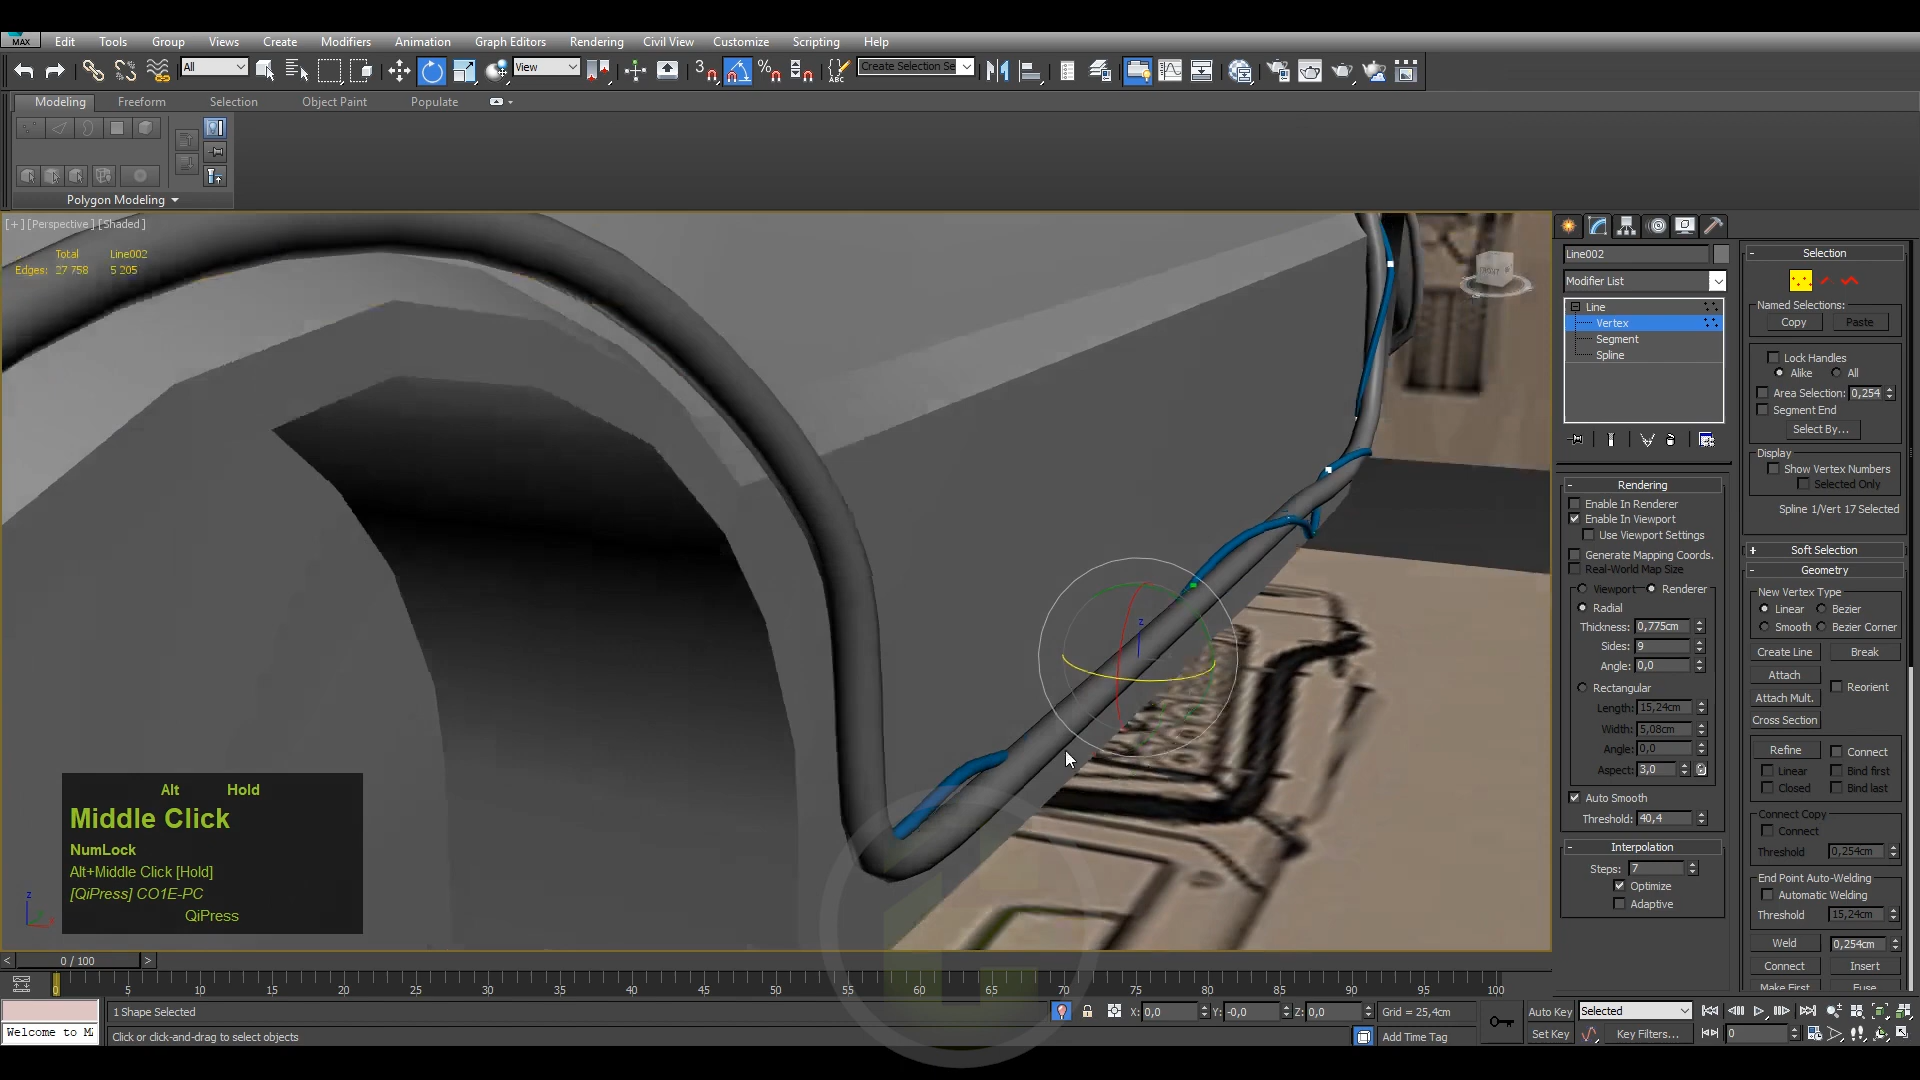 MAX
Edit Tools Group Views Create Modifiers Animation Graph Editors Rendering Civil View Customize Scripting Help
All View 3 % ABC Create Selection Se
Modeling Freeform Selection Object Paint Populate
Polygon Modeling
[+] [Perspective] [Shaded]
Total Line002
Edges: 27 758 5 205
Alt Hold
Middle Click
NumLock
Alt+Middle Click [Hold]
[QiPress] CO1E-PC
QiPress
z
z
Line002
Modifier List
Line
Vertex
Segment
Spline
- Rendering
Enable In Renderer
Enable In Viewport
Use Viewport Settings
Generate Mapping Coords.
Real-World Map Size
Viewport Renderer
Radial
Thickness: 0,775cm
Sides: 9
Angle: 0,0
Rectangular
Length: 15,24cm
Width: 5,08cm
Angle: 0,0
Aspect: 3,0
Auto Smooth
Threshold: 40,4
- Interpolation
Steps: 7
Optimize
Adaptive
- Selection
Named Selections:
Copy Paste
Lock Handles
Alike All
Area Selection: 0,254
Segment End
Select By...
Display
Show Vertex Numbers
Selected Only
Spline 1/Vert 17 Selected
+ Soft Selection
- Geometry
New Vertex Type
Linear Bezier
Smooth Bezier Corner
Create Line Break
Attach Reorient
Attach Mult.
Cross Section
Refine Connect
Linear Bind first
Closed Bind last
Connect Copy
Connect
Threshold 0,254cm
End Point Auto-Welding
Automatic Welding
Threshold 15,24cm
Weld 0,254cm
Connect Insert
Make First Fuse
< 0 / 100 >
0 5 10 15 20 25 30 35 40 45 50 55 60 65 70 75 80 85 90 95 100
1 Shape Selected X: 0,0 Y: -0,0 Z: 0,0 Grid = 25,4cm Auto Key Selected
Welcome to M Click or click-and-drag to select objects Add Time Tag Set Key Key Filters... 0